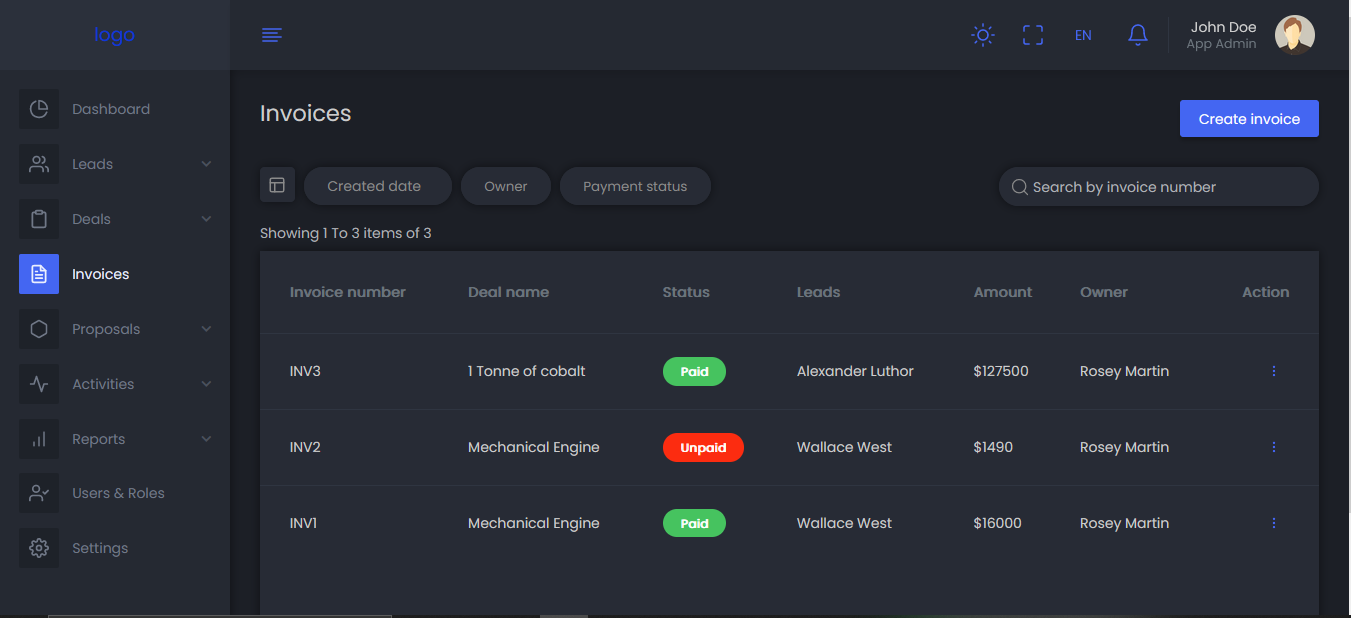 logo
EN
John Doe
App Admin
Dashboard
Leads
Deals
Invoices
Proposals
Activities
Reports
Users & Roles
Settings
Invoices
Create invoice
Created date
Owner
Payment status
Search by invoice number
Showing 1 To 3 items of 3
Invoice number Deal name Status Leads Amount Owner Action
INV3 1 Tonne of cobalt Paid Alexander Luthor $127500 Rosey Martin
INV2 Mechanical Engine Unpaid Wallace West $1490 Rosey Martin
INV1 Mechanical Engine Paid Wallace West $16000 Rosey Martin